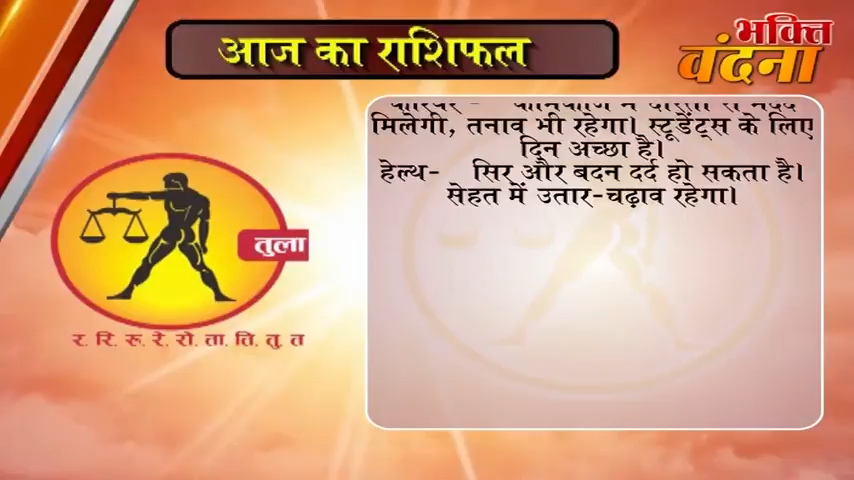 आज का राशिफल
भक्ति
वंदना
मिलेगी, तनाव भी रहेगा। स्टूडेंट्स के लिए
दिन अच्छा है।
हेल्थ- सिर और बदन दर्द हो सकता है।
सेहत में उतार-चढ़ाव रहेगा।
तुला
र. रि. रू. रे. रो. ता. ति. तु. त